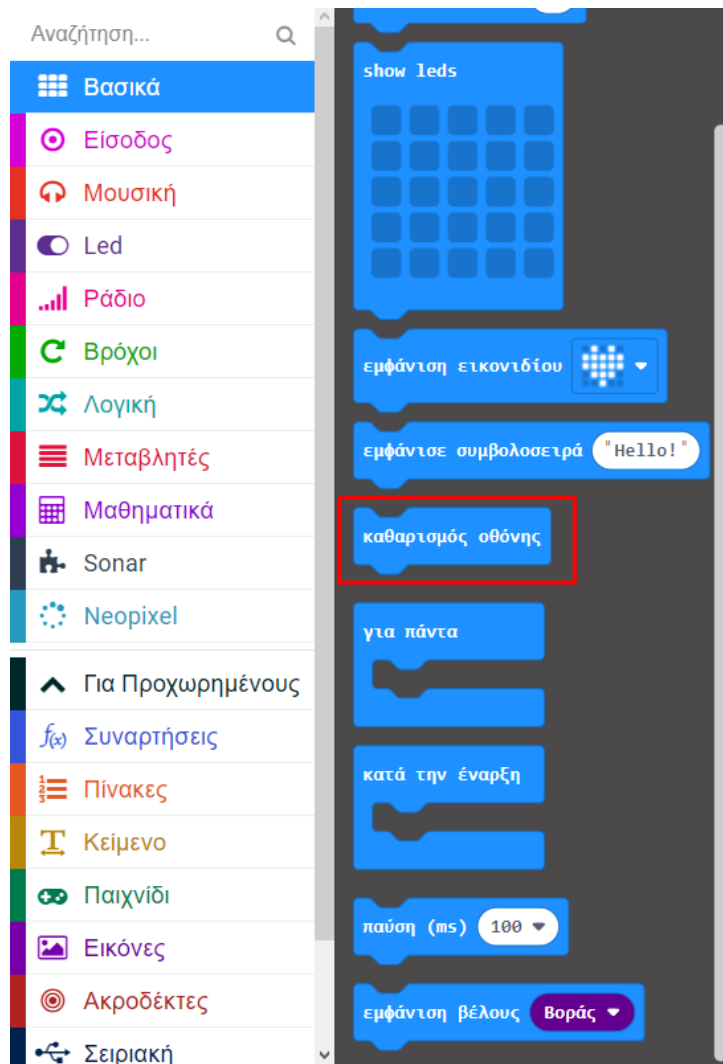 Αναζήτηση...
Βασικά
Είσοδος
Μουσική
Led
Ράδιο
Βρόχοι
Λογική
Μεταβλητές
Μαθηματικά
Sonar
Neopixel
Για Προχωρημένους
f(x) Συναρτήσεις
Πίνακες
Κείμενο
Παιχνίδι
Εικόνες
Ακροδέκτες
Σειριακή
show leds
εμφάνιση εικονιδίου
εμφάνισε συμβολοσειρά "Hello!"
καθαρισμός οθόνης
για πάντα
κατά την έναρξη
παύση (ms) 100
εμφάνιση βέλους Βοράς